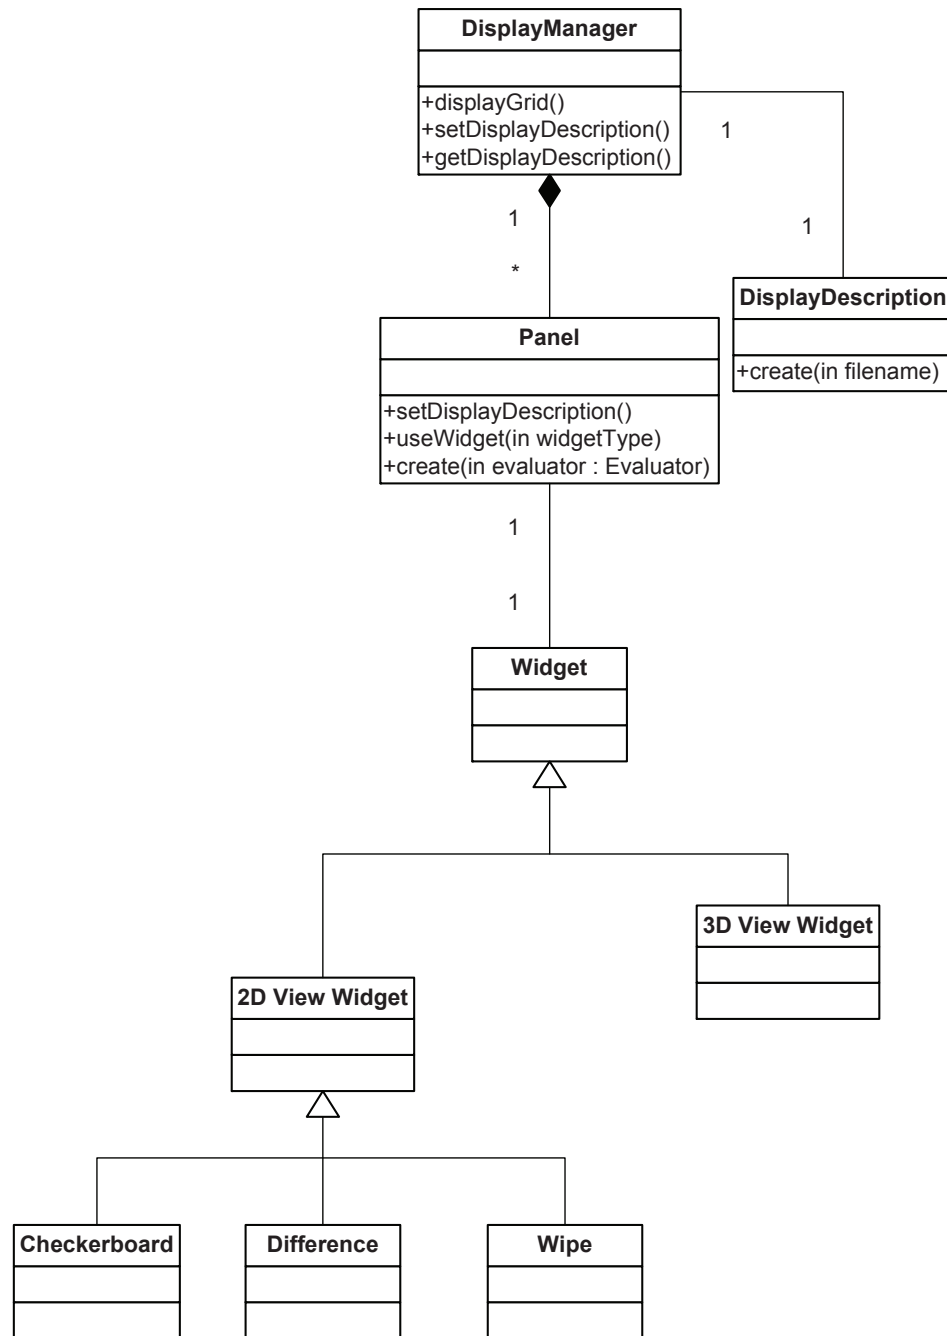 DisplayManager
+displayGrid()
+setDisplayDescription()
+getDisplayDescription()
1
1
1
*
DisplayDescription
+create(in filename)
Panel
+setDisplayDescription()
+useWidget(in widgetType)
+create(in evaluator : Evaluator)
1
1
Widget
3D View Widget
2D View Widget
Checkerboard
Difference
Wipe